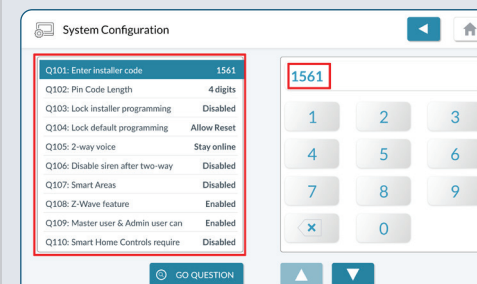 System Configuration
Q101: Enter installer code 1561
Q102: Pin Code Length 4 digits
Q103: Lock installer programming Disabled
Q104: Lock default programming Allow Reset
Q105: 2-way voice Stay online
Q106: Disable siren after two-way Disabled
Q107: Smart Areas Disabled
Q108: Z-Wave feature Enabled
Q109: Master user & Admin user can Enabled
Q110: Smart Home Controls require Disabled
GO QUESTION
1561
1 2 3
4 5 6
7 8 9
0